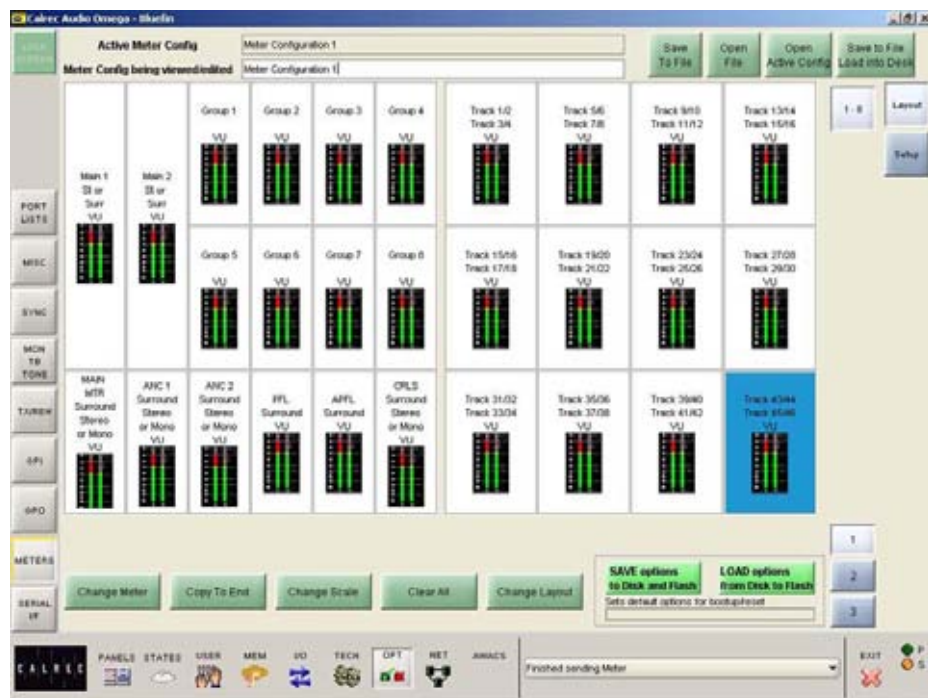 Calrec Audio Omega - Bluefin
Active Meter Config
Meter Configuration 1
Meter Config being viewed/edited
Meter Configuration 1
Save To File
Open File
Open Active Config
Save to File Load into Desk
1 - 8
Layout
Setup
PORT LISTS
MISC
SYNC
MON TB TONE
GPI
GPO
METERS
SERIAL I/F
Main 1 St or Surr VU
Main 2 St or Surr VU
Group 1 VU
Group 2 VU
Group 3 VU
Group 4 VU
Track 1/2 Track 3/4 VU
Track 5/6 Track 7/8 VU
Track 9/10 Track 11/12 VU
Track 13/14 Track 15/16 VU
Group 5 VU
Group 6 VU
Group 7 VU
Group 8 VU
Track 15/16 Track 17/18 VU
Track 19/20 Track 21/22 VU
Track 23/24 Track 25/26 VU
Track 27/28 Track 29/30 VU
MAIN MTR Surround Stereo or Mono VU
ANC 1 Surround Stereo or Mono VU
ANC 2 Surround Stereo or Mono VU
Surround VU
APFL Surround VU
CRLS Surround Stereo or Mono VU
Track 31/32 Track 33/34 VU
Track 35/36 Track 37/38 VU
Track 39/40 Track 41/42 VU
Track 43/44 Track 45/46 VU
1
2
3
Change Meter
Copy To End
Change Scale
Clear All
Change Layout
SAVE options to Disk and Flash
LOAD options from Disk to Flash
Sets default options for bootup/reset
CALREC
PANELS
STATES
USER
MEM
I/O
TECH
OPT
NET
AWACS
Finished sending Meter
EXIT
P
S